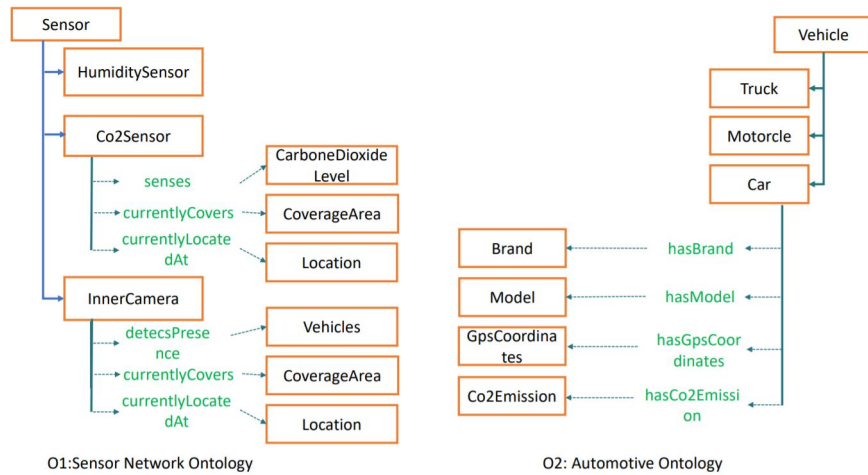 Sensor
HumiditySensor
Co2Sensor
senses
CarboneDioxide
Level
currentlyCovers
CoverageArea
currentlyLocate
dAt
Location
InnerCamera
detecsPrese
nce
Vehicles
currentlyCovers
CoverageArea
currentlyLocate
dAt
Location
O1:Sensor Network Ontology
Vehicle
Truck
Motorcle
Car
Brand
hasBrand
Model
hasModel
GpsCoordina
tes
hasGpsCoor
dinates
Co2Emission
hasCo2Emissi
on
O2: Automotive Ontology